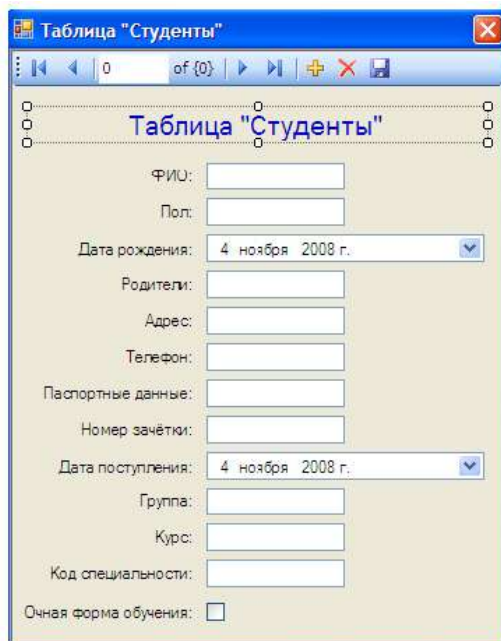 Таблица "Студенты"
0 of {0}
Таблица "Студенты"
ФИО:
Пол:
Дата рождения: 4 ноября 2008 г.
Родители:
Адрес:
Телефон:
Паспортные данные:
Номер зачётки:
Дата поступления: 4 ноября 2008 г.
Группа:
Курс:
Код специальности:
Очная форма обучения: